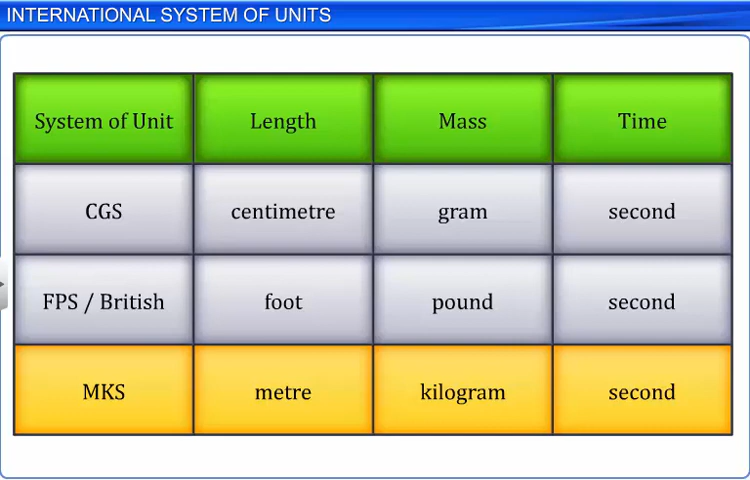 INTERNATIONAL SYSTEM OF UNITS
System of Unit Length Mass Time
CGS centimetre gram second
FPS / British foot pound second
MKS metre kilogram second